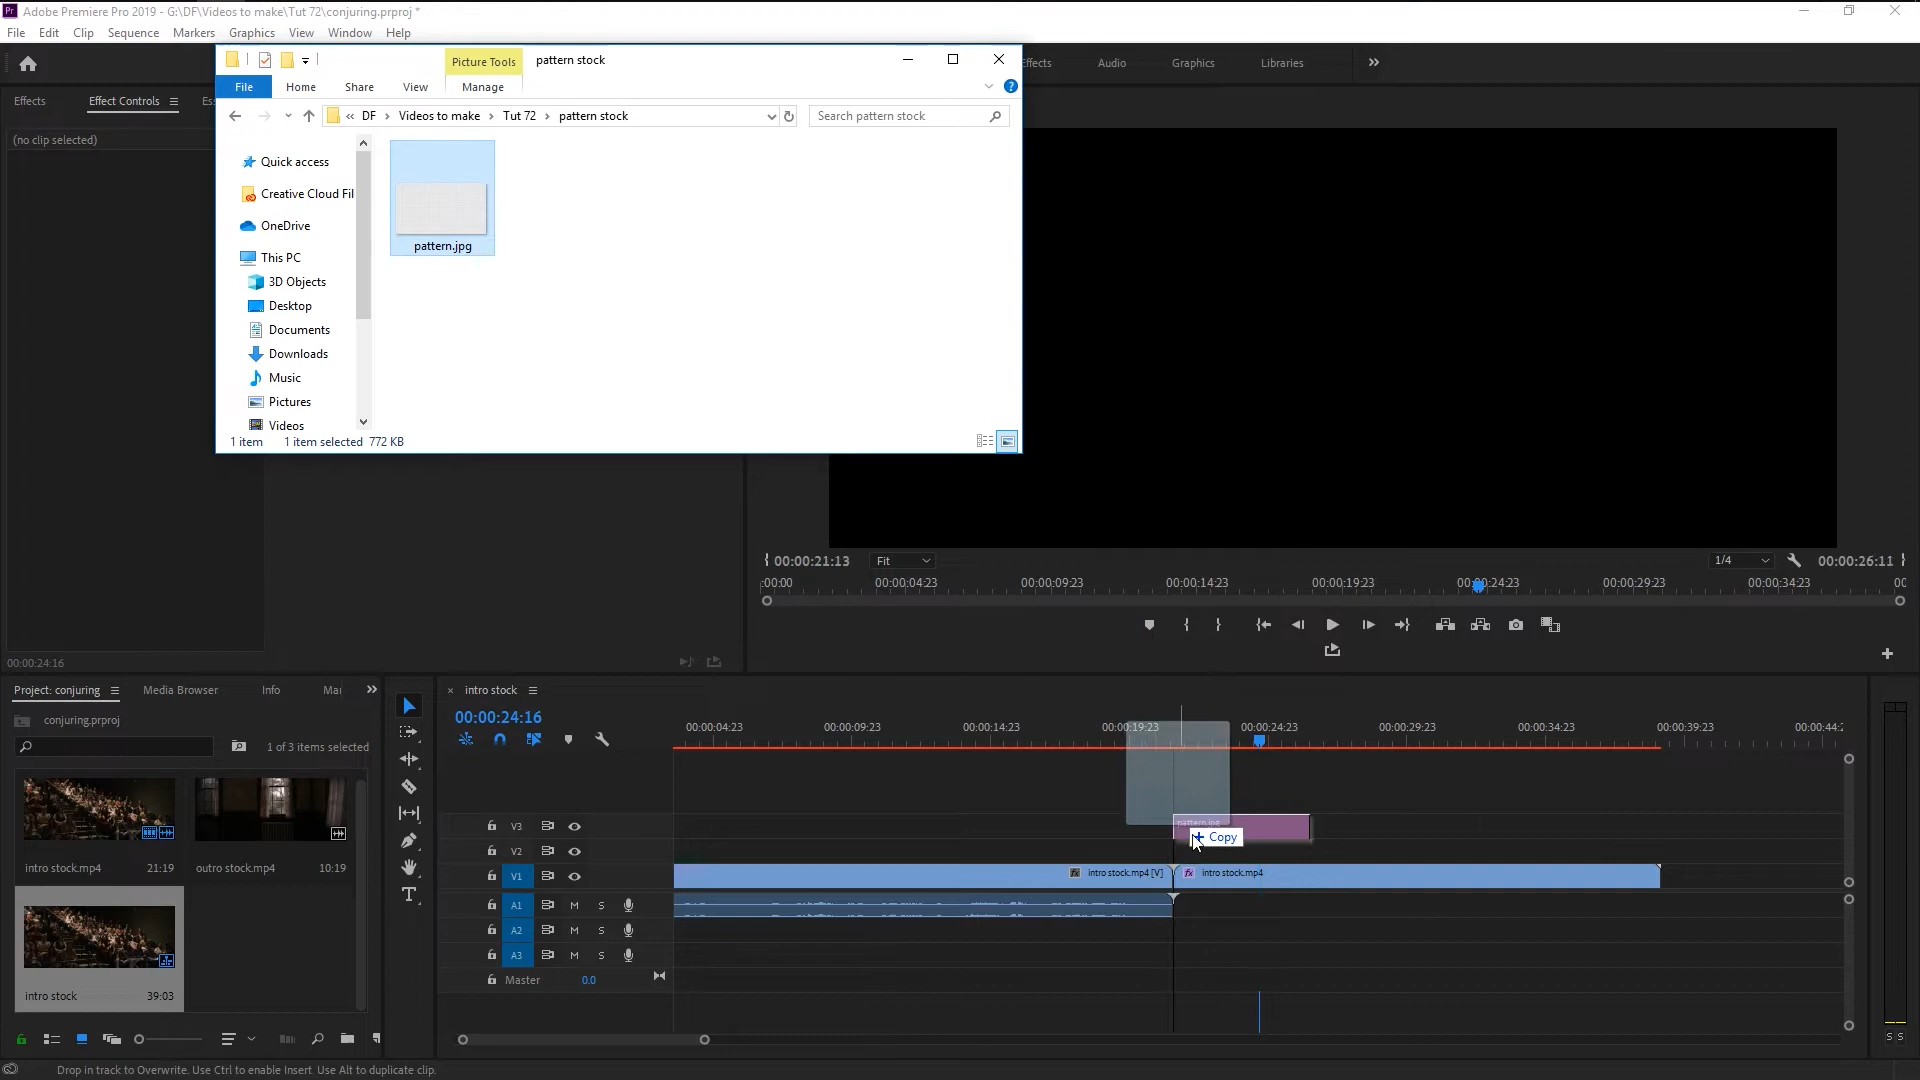 Pr Adobe Premiere Pro 2019 - G:\DF\Videos to make\Tut 72\conjuring.prproj *
File Edit Clip Sequence Markers Graphics View Window Help
Picture Tools pattern stock
Effects Audio Graphics Libraries
File Home Share View Manage
Effects Effect Controls Es
« DF Videos to make Tut 72 pattern stock Search pattern stock
(no clip selected)
Quick access
Creative Cloud Fil
OneDrive
pattern.jpg
This PC
3D Objects
Desktop
Documents
Downloads
Music
Pictures
Videos
1 item 1 item selected 772 KB
00:00:21:13 Fit 1/4 00:00:26:11
:00:00 00:00:04:23 00:00:09:23 00:00:14:23 00:00:19:23 00:00:24:23 00:00:29:23 00:00:34:23 00
00:00:24:16
Project: conjuring Media Browser Info Mar
intro stock
conjuring.prproj
00:00:24:16
00:00:04:23 00:00:09:23 00:00:14:23 00:00:19:23 00:00:24:23 00:00:29:23 00:00:34:23 00:00:39:23 00:00:44:2
1 of 3 items selected
V3 pattern.jpg
Copy
V2
intro stock.mp4 21:19 outro stock.mp4 10:19
V1 fx intro stock.mp4 [V] fx intro stock.mp4
A1 M S
A2 M S
A3 M S
Master 0.0
intro stock 39:03
S S
Drop in track to Overwrite. Use Ctrl to enable Insert. Use Alt to duplicate clip.